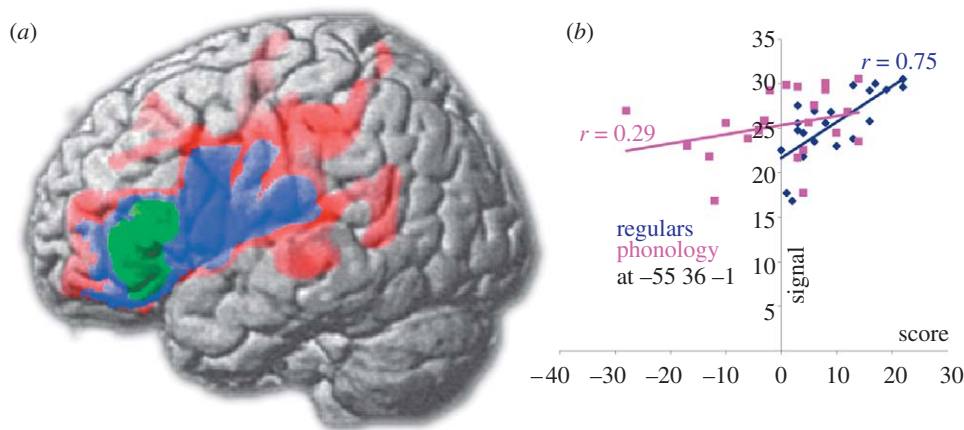 (a)
(b)
35
r = 0.75
30
25
r = 0.29
20
regulars
15
phonology
at –55 36 –1
10
signal
5
score
–40 –30 –20 –10 0 10 20 30